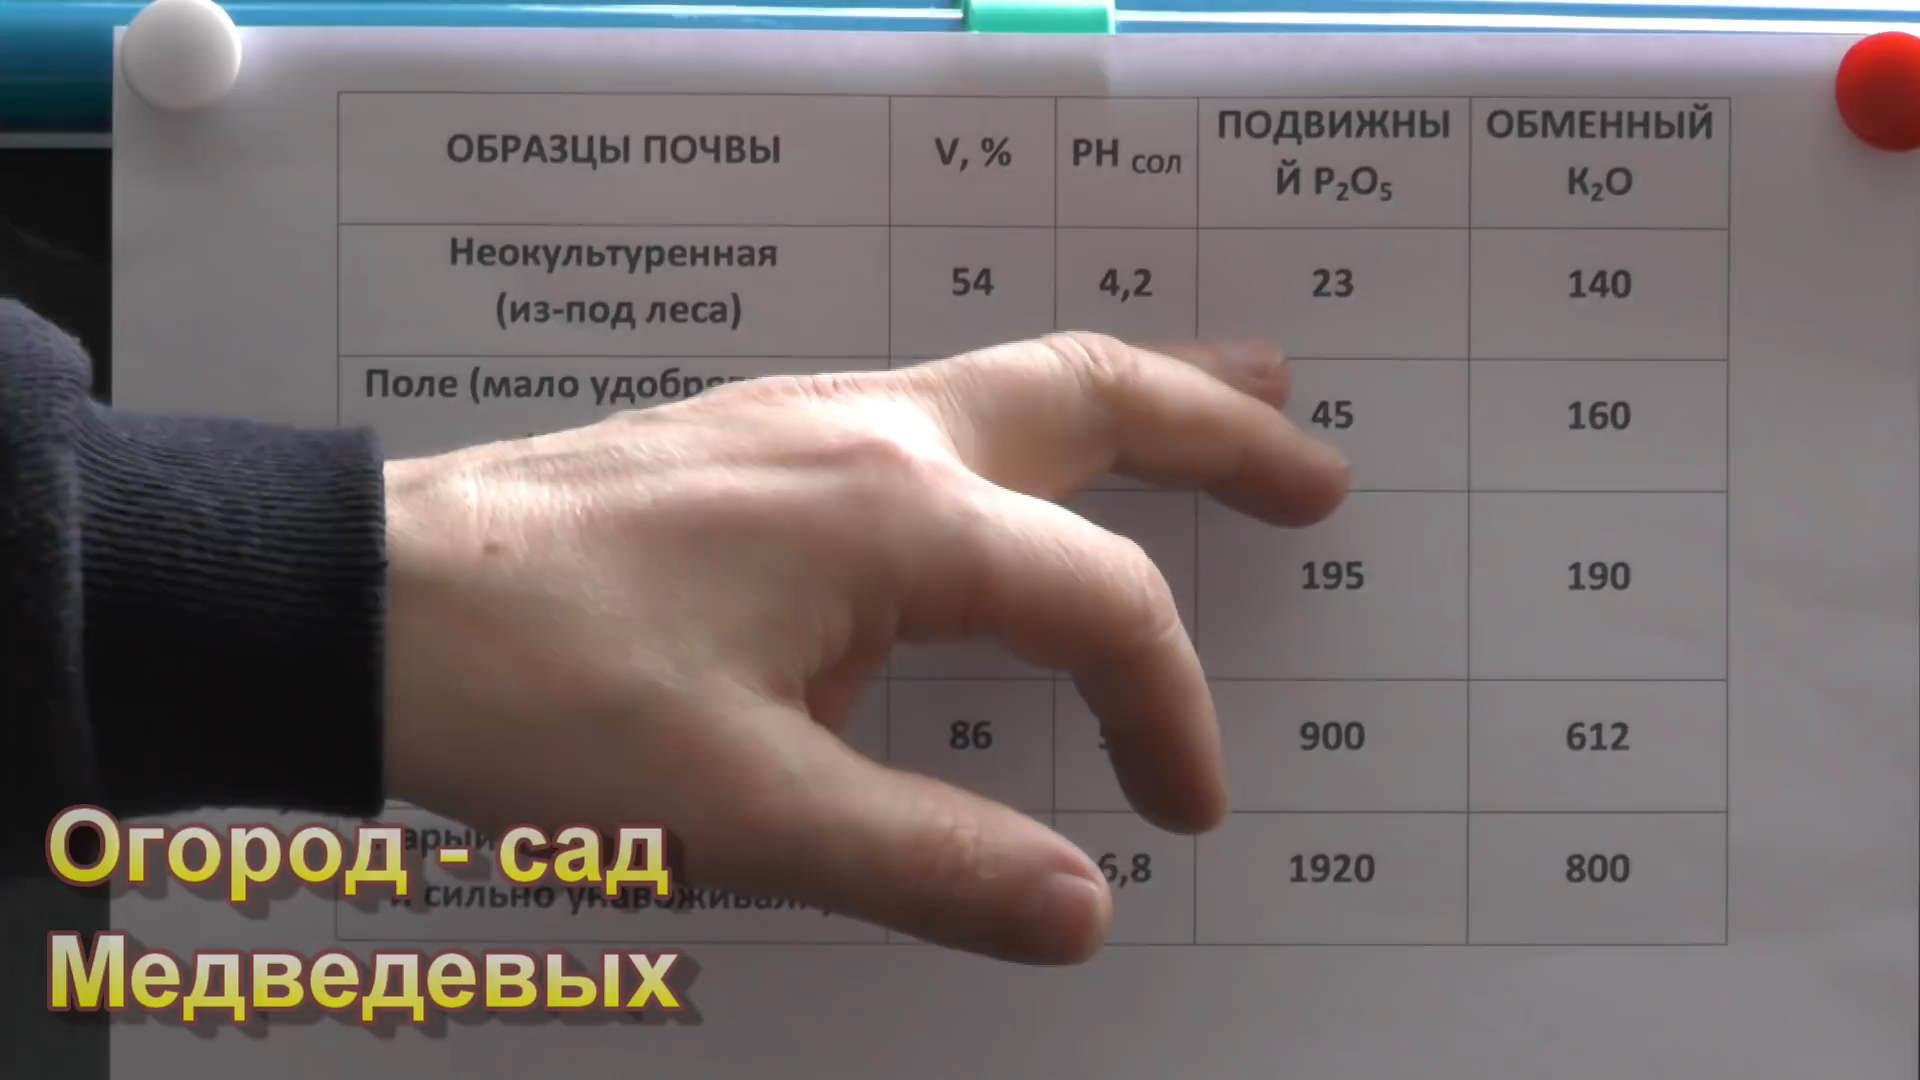 ОБРАЗЦЫ ПОЧВЫ
V, %
PH сол
ПОДВИЖНЫ
Й P₂O₅
ОБМЕННЫЙ
K₂O
Неокультуренная
(из-под леса)
54
4,2
23
140
Поле (мало
45
160
195
190
86
900
612
6,8
1920
800
сильно
Огород - сад
Медведевых